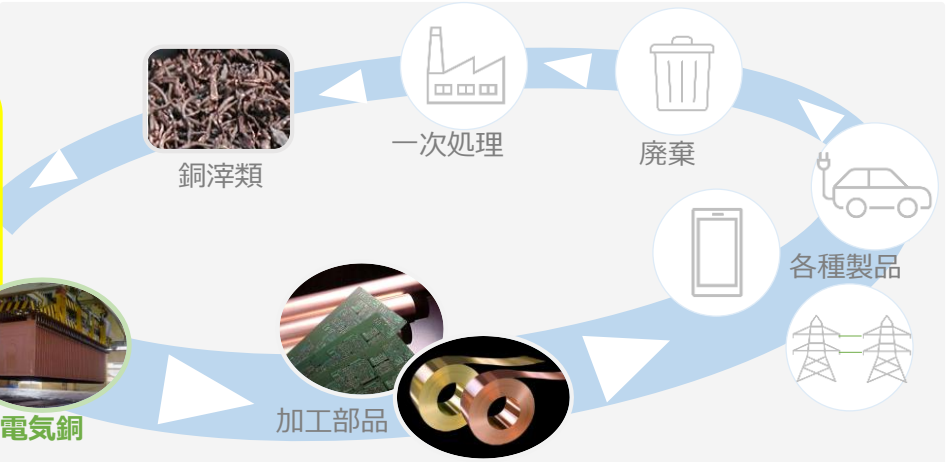 一次処理
廃棄
銅滓類
各種製品
加工部品
電気銅